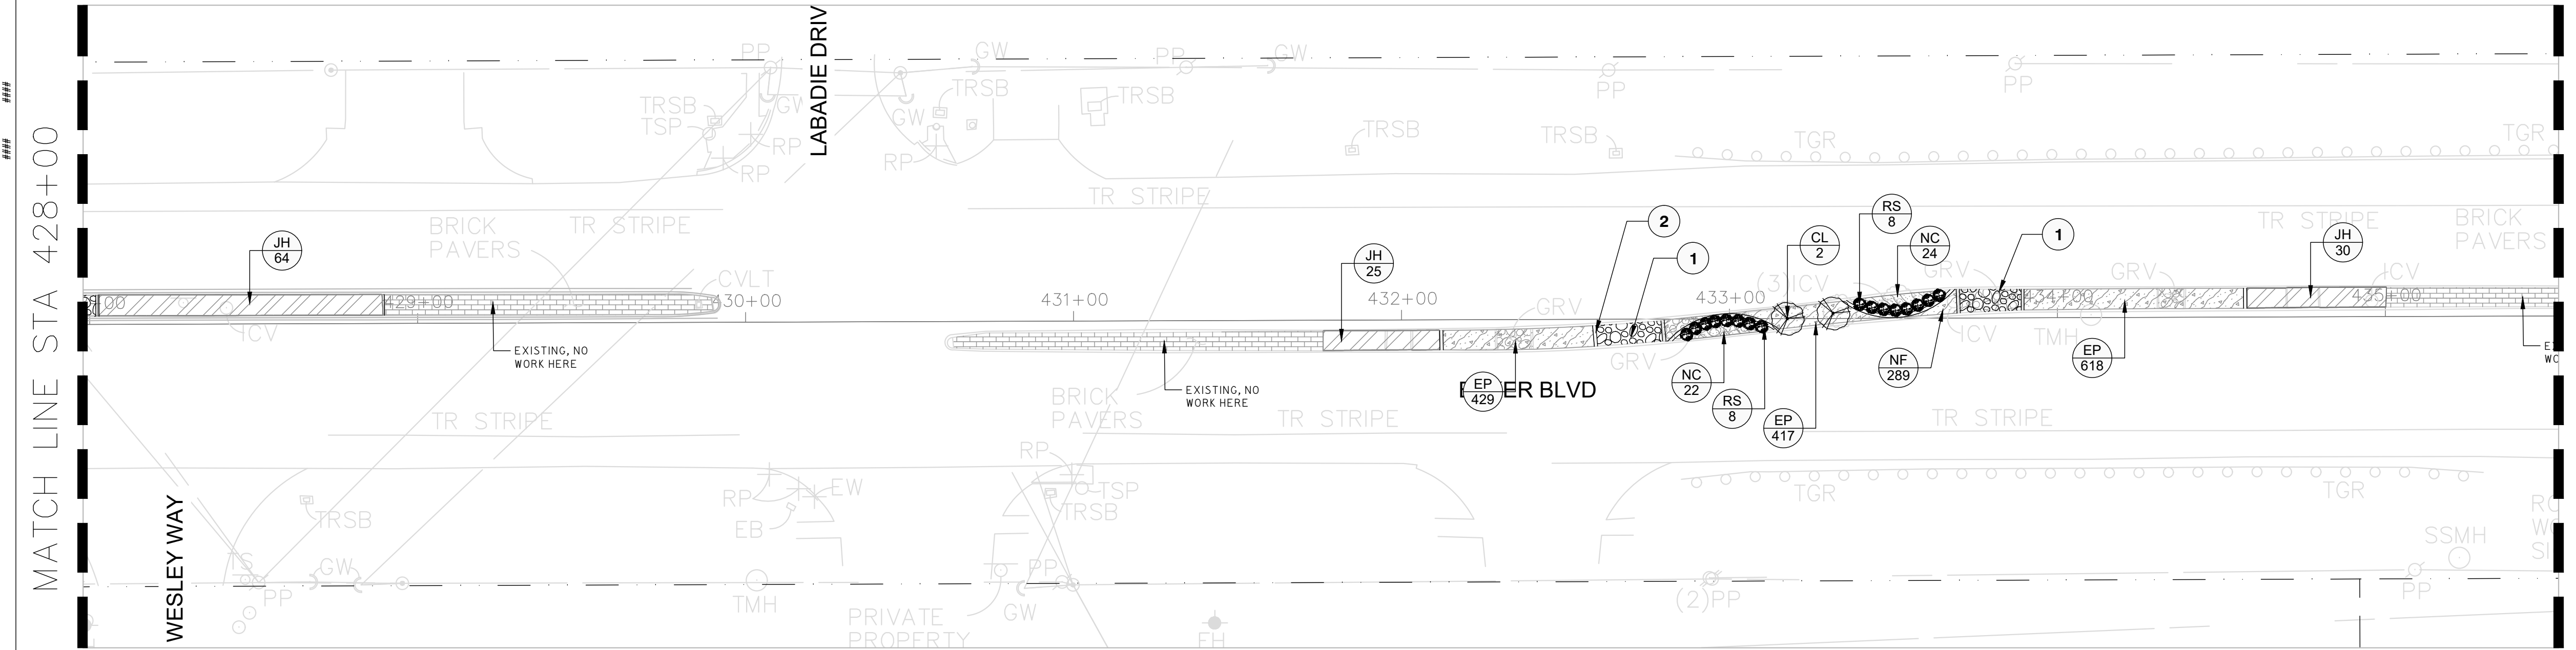 ####
####
MATCH LINE STA 428+00
LABADIE DRIV
WESLEY WAY
PP
GW
PP
GW
PP
PP
TRSB
TSP
GW
RP
RP
GW
RP
TRSB
TRSB
TRSB
TRSB
TGR
TGR
TR STRIPE
BRICK
PAVERS
TR STRIPE
TR STRIPE
BRICK
PAVERS
JH
64
CVLT
JH
25
2
1
CL
2
RS
8
NC
24
1
JH
30
GRV
(3)ICV
GRV
GRV
ICV
+00
429+00
430+00
431+00
432+00
433+00
434+00
435+00
ICV
EXISTING, NO
WORK HERE
EXISTING, NO
WORK HERE
GRV
ICV
TMH
NC
22
RS
8
EP
417
NF
289
EP
618
EP
429
ER BLVD
TR STRIPE
BRICK
PAVERS
TR STRIPE
TR STRIPE
RP
TSP
TRSB
RP
EW
EB
TRSB
TGR
TGR
SSMH
TS
GW
PP
TMH
PRIVATE
PROPERTY
PP
GW
FH
(2)PP
PP